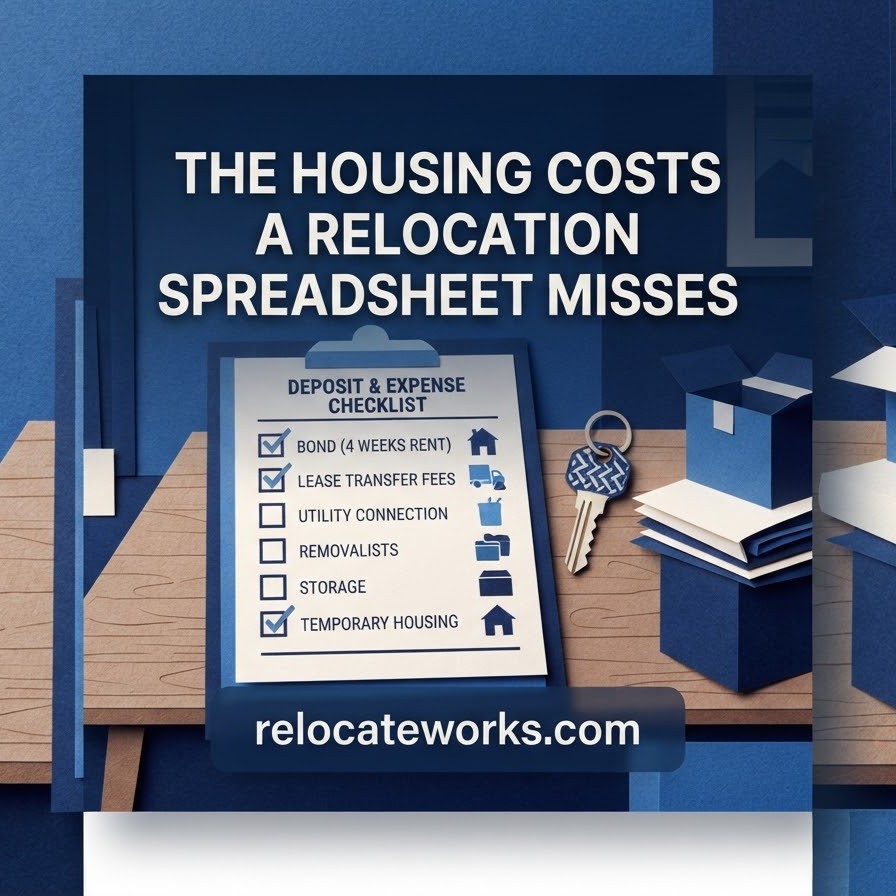 THE HOUSING COSTS
A RELOCATION
SPREADSHEET MISSES
DEPOSIT & EXPENSE
CHECKLIST
BOND (4 WEEKS RENT)
LEASE TRANSFER FEES
UTILITY CONNECTION
REMOVALISTS
STORAGE
TEMPORARY HOUSING
relocateworks.com